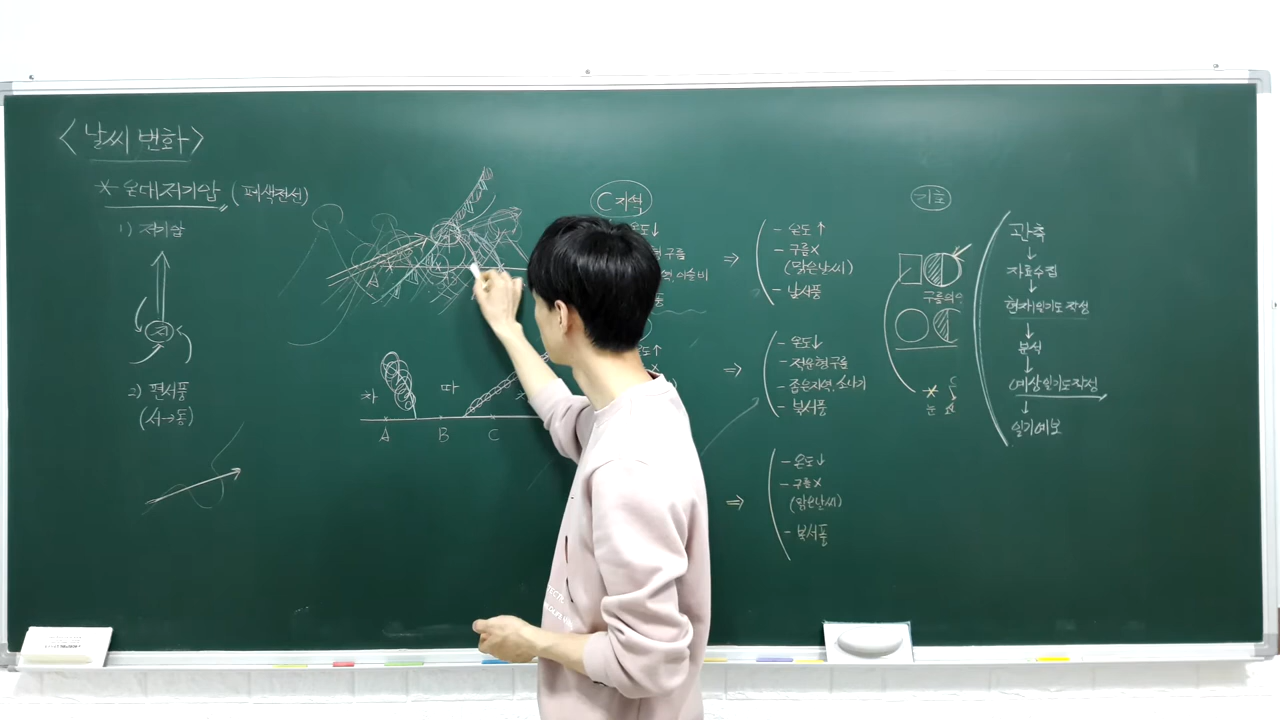 <날씨 변화>
* 온대저기압 (폐색전선)
1) 저기압
저
2) 편서풍
(서→동)
차
따
A
B
C
C 지역
온도↓
구름
이슬비
온도↑
⇒
- 온도↑
- 구름×
(맑은날씨)
- 남서풍
⇒
- 온도↓
- 적운형구름
- 좁은지역, 소나기
- 북서풍
⇒
- 온도↓
- 구름×
(맑은날씨)
- 북서풍
기호
구름의양
눈
관측
↓
자료수집
↓
현재일기도 작성
↓
분석
↓
예상일기도작성
↓
일기예보